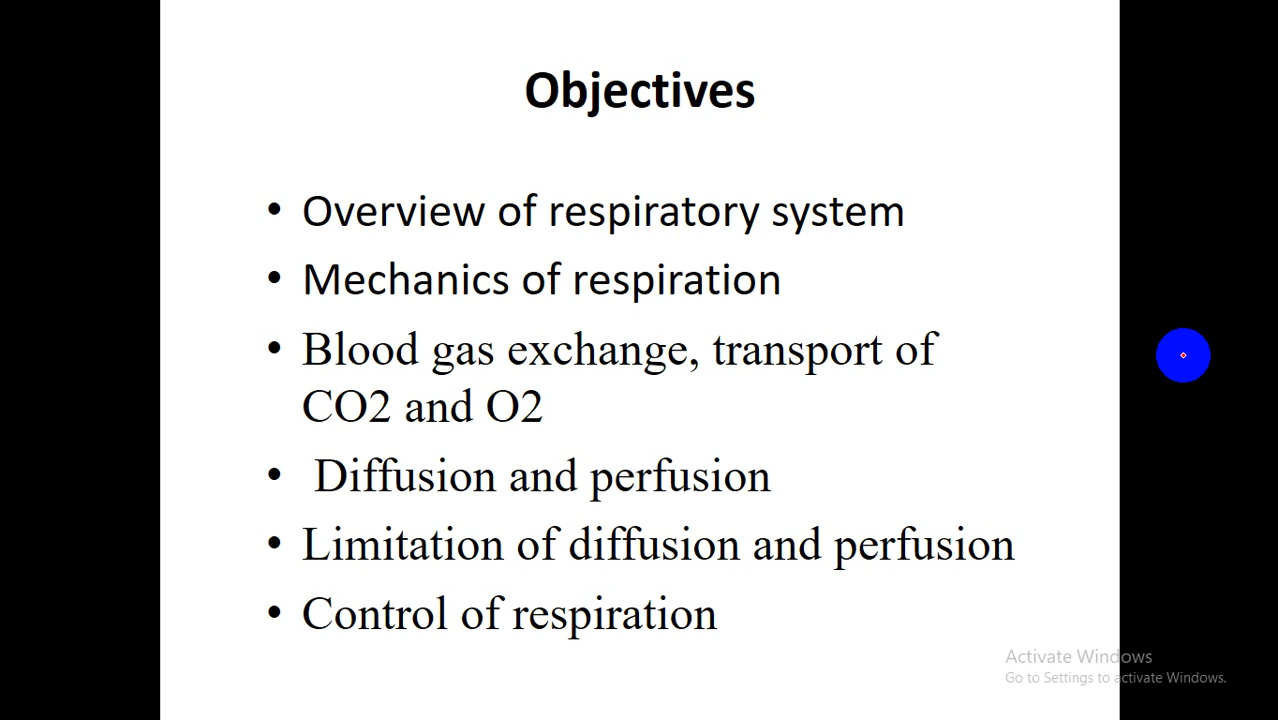 Objectives
• Overview of respiratory system
• Mechanics of respiration
• Blood gas exchange, transport of
CO2 and O2
• Diffusion and perfusion
• Limitation of diffusion and perfusion
• Control of respiration
Activate Windows
Go to Settings to activate Windows.